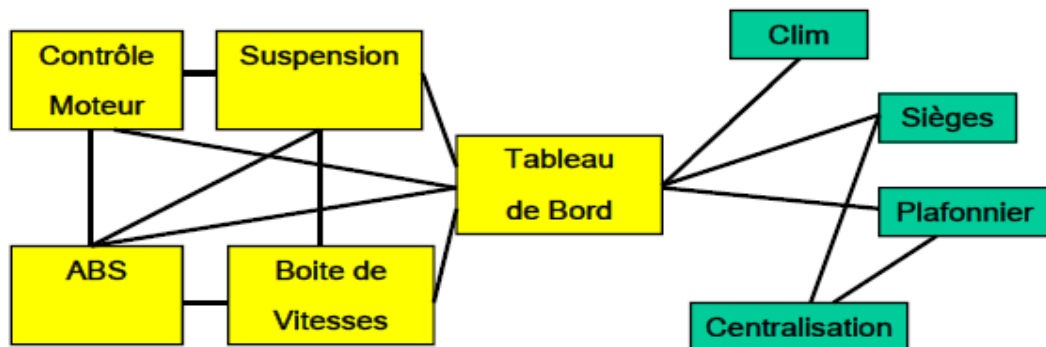 Contrôle
Moteur
Suspension
Clim
Sièges
Tableau
de Bord
Plafonnier
ABS
Boite de
Vitesses
Centralisation